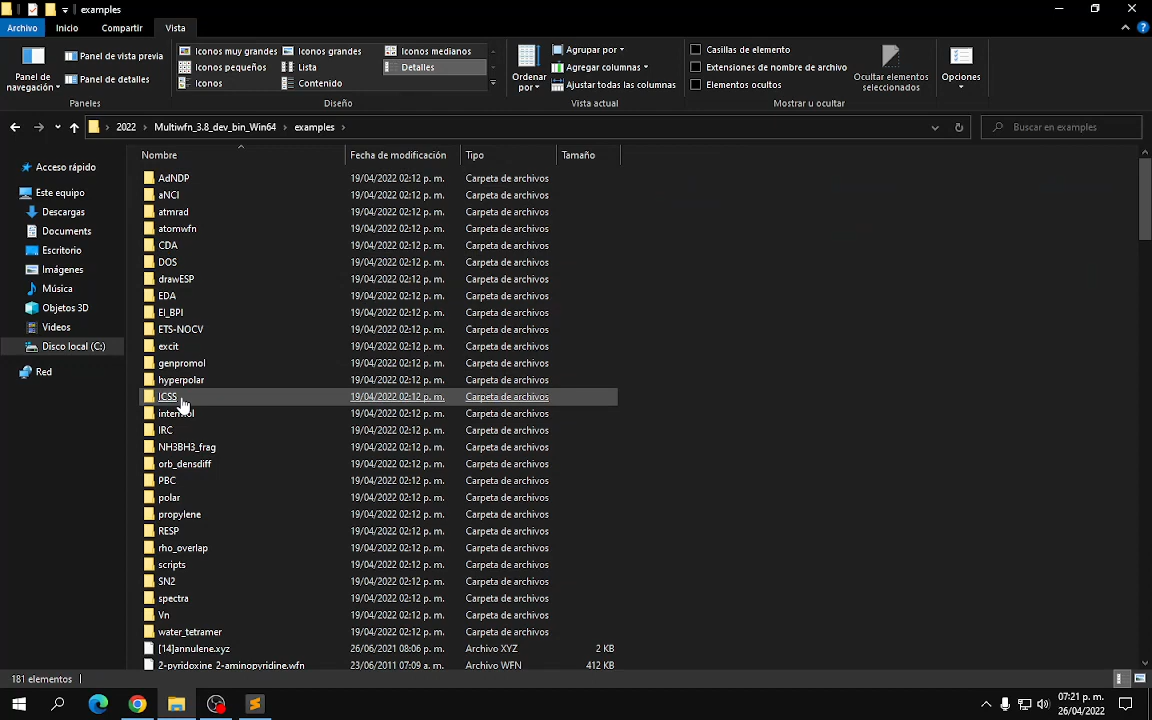 examples
Archivo Inicio Compartir Vista
Panel de navegación
Panel de vista previa
Panel de detalles
Paneles
Iconos muy grandes Iconos grandes Iconos medianos
Iconos pequeños Lista Detalles
Iconos Contenido
Diseño
Ordenar por
Agrupar por
Agregar columnas
Ajustar todas las columnas
Vista actual
Casillas de elemento
Extensiones de nombre de archivo
Elementos ocultos
Ocultar elementos seleccionados
Mostrar u ocultar
Opciones
2022 Multiwfn_3.8_dev_bin_Win64 examples
Buscar en examples
Acceso rápido
Este equipo
Descargas
Documents
Escritorio
Imágenes
Música
Objetos 3D
Videos
Disco local (C:)
Red
Nombre Fecha de modificación Tipo Tamaño
AdNDP 19/04/2022 02:12 p. m. Carpeta de archivos
aNCI 19/04/2022 02:12 p. m. Carpeta de archivos
atmrad 19/04/2022 02:12 p. m. Carpeta de archivos
atomwfn 19/04/2022 02:12 p. m. Carpeta de archivos
CDA 19/04/2022 02:12 p. m. Carpeta de archivos
DOS 19/04/2022 02:12 p. m. Carpeta de archivos
drawESP 19/04/2022 02:12 p. m. Carpeta de archivos
EDA 19/04/2022 02:12 p. m. Carpeta de archivos
EI_BPI 19/04/2022 02:12 p. m. Carpeta de archivos
ETS-NOCV 19/04/2022 02:12 p. m. Carpeta de archivos
excit 19/04/2022 02:12 p. m. Carpeta de archivos
genpromol 19/04/2022 02:12 p. m. Carpeta de archivos
hyperpolar 19/04/2022 02:12 p. m. Carpeta de archivos
ICSS 19/04/2022 02:12 p. m. Carpeta de archivos
19/04/2022 02:12 p. m. Carpeta de archivos
IRC 19/04/2022 02:12 p. m. Carpeta de archivos
NH3BH3_frag 19/04/2022 02:12 p. m. Carpeta de archivos
orb_densdiff 19/04/2022 02:12 p. m. Carpeta de archivos
PBC 19/04/2022 02:12 p. m. Carpeta de archivos
polar 19/04/2022 02:12 p. m. Carpeta de archivos
propylene 19/04/2022 02:12 p. m. Carpeta de archivos
RESP 19/04/2022 02:12 p. m. Carpeta de archivos
rho_overlap 19/04/2022 02:12 p. m. Carpeta de archivos
scripts 19/04/2022 02:12 p. m. Carpeta de archivos
SN2 19/04/2022 02:12 p. m. Carpeta de archivos
spectra 19/04/2022 02:12 p. m. Carpeta de archivos
Vn 19/04/2022 02:12 p. m. Carpeta de archivos
water_tetramer 19/04/2022 02:12 p. m. Carpeta de archivos
[14]annulene.xyz 26/06/2021 08:06 p. m. Archivo XYZ 2 KB
2-pyridoxine_2-aminopyridine.wfn 23/06/2011 07:09 a. m. Archivo WFN 412 KB
181 elementos
07:21 p. m.
26/04/2022